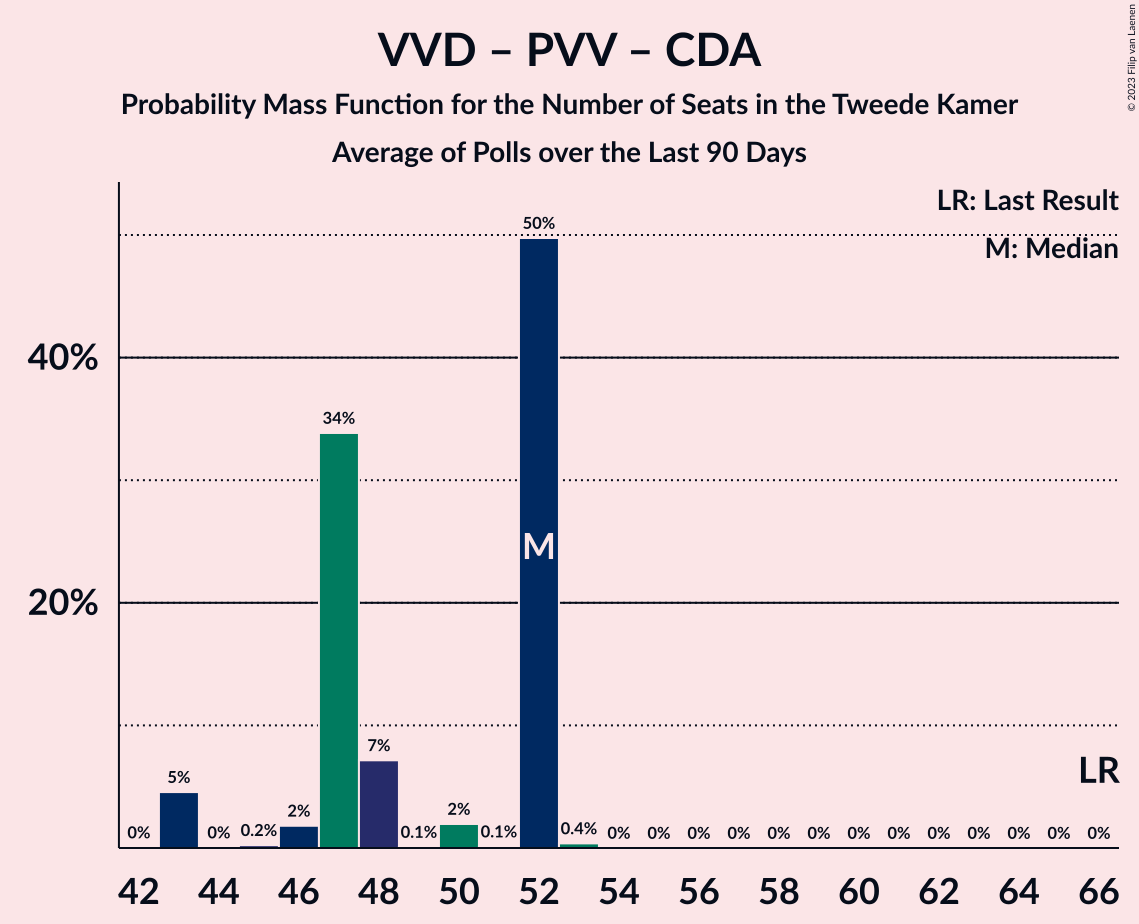 VVD – PVV – CDA
Probability Mass Function for the Number of Seats in the Tweede Kamer
Average of Polls over the Last 90 Days
© 2023 Filip van Laenen
LR: Last Result
M: Median
50%
40%
34%
M
20%
7%
LR
5%
0% 0% 0.2% 2% 0.1% 2% 0.1% 0.4% 0% 0% 0% 0% 0% 0% 0% 0% 0% 0% 0% 0% 0%
42 44 46 48 50 52 54 56 58 60 62 64 66